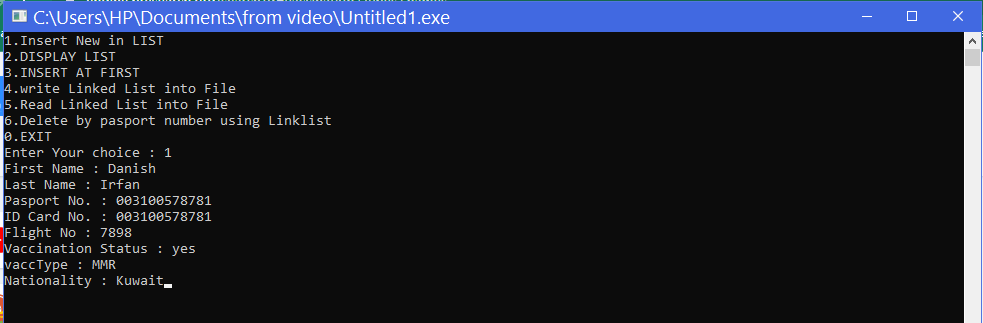 C:\Users\HP\Documents\from video\Untitled1.exe
1.Insert New in LIST
2.DISPLAY LIST
3.INSERT AT FIRST
4.write Linked List into File
5.Read Linked List into File
6.Delete by pasport number using Linklist
0.EXIT
Enter Your choice : 1
First Name : Danish
Last Name : Irfan
Pasport No. : 003100578781
ID Card No. : 003100578781
Flight No : 7898
Vaccination Status : yes
vaccType : MMR
Nationality : Kuwait